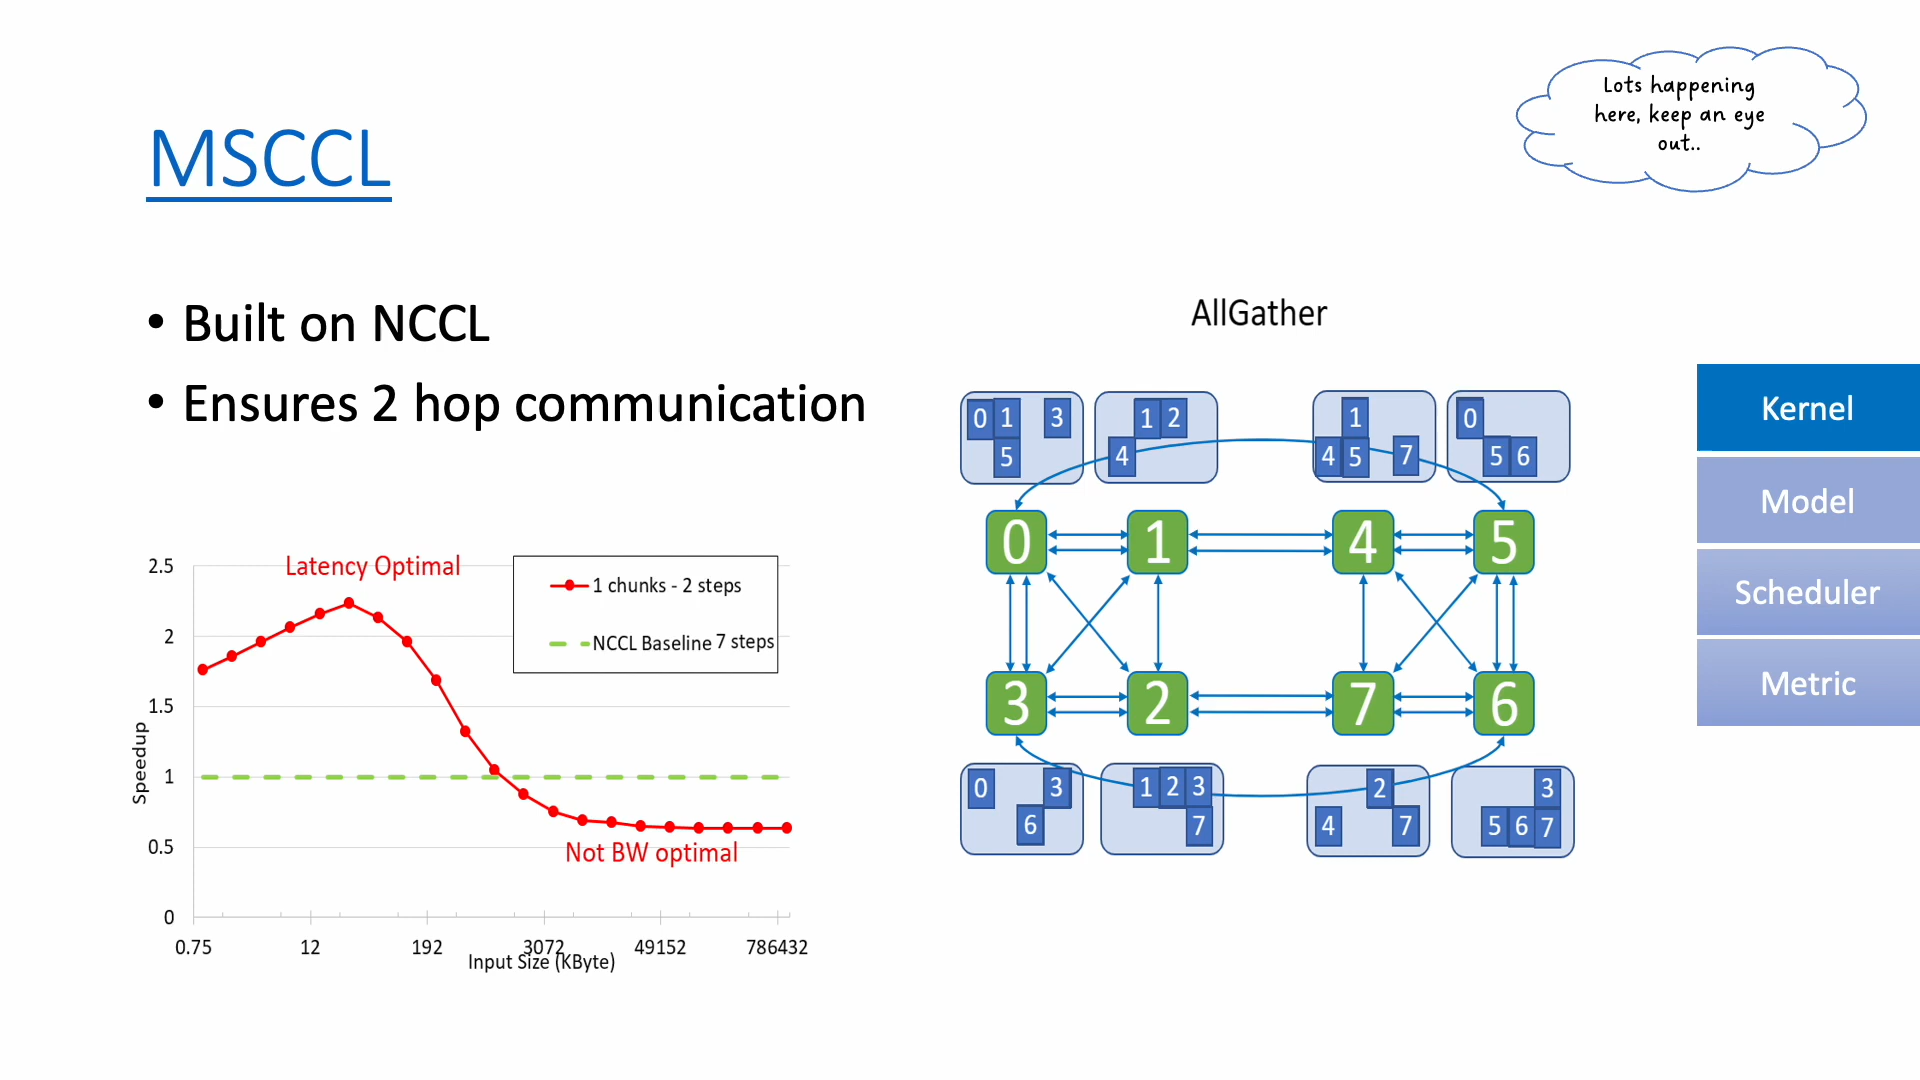 Lots happening
here, keep an eye
out..
MSCCL
• Built on NCCL
• Ensures 2 hop communication
AllGather
0 1 3
5
1 2
4
1
4 5 7
0
5 6
0 1 4 5
3 2 7 6
0 3
6
1 2 3
7
2
4 7
3
5 6 7
Kernel
Model
Scheduler
Metric
Latency Optimal
1 chunks - 2 steps
NCCL Baseline 7 steps
Not BW optimal
Speedup
2.5
2
1.5
1
0.5
0
0.75 12 192 3072 49152 786432
Input Size (KByte)